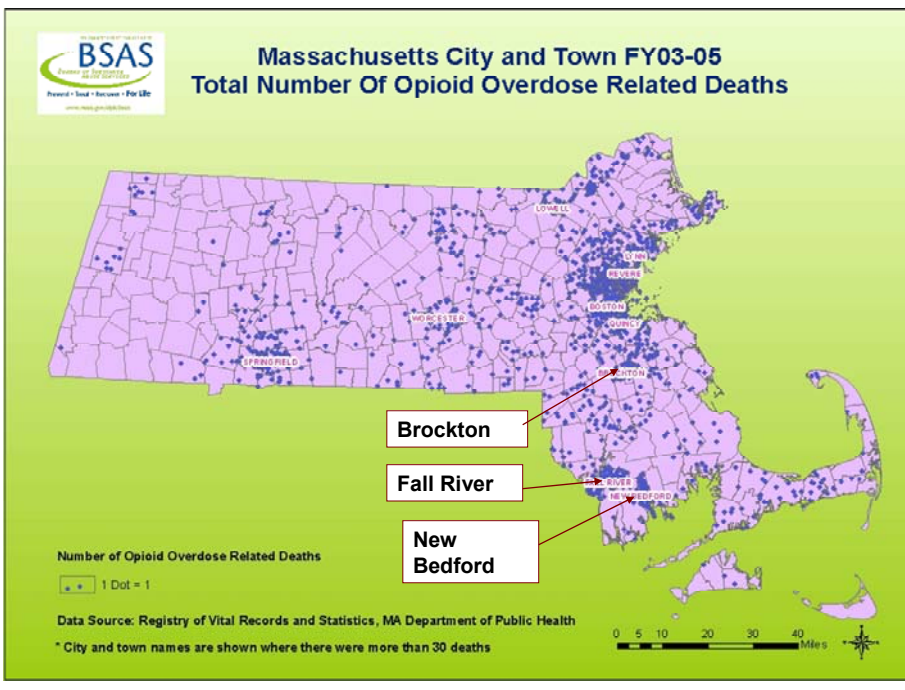 BSAS
Massachusetts City and Town FY03-05
Total Number Of Opioid Overdose Related Deaths
Prevent • Treat • Recover • For Life
LOWELL
LYNN
REVERE
BOSTON
QUINCY
WORCESTER
SPRINGFIELD
BROCKTON
Brockton
Fall River
FALL RIVER
NEW BEDFORD
New
Bedford
Number of Opioid Overdose Related Deaths
1 Dot = 1
Data Source: Registry of Vital Records and Statistics, MA Department of Public Health
* City and town names are shown where there were more than 30 deaths
0 5 10 20 30 40
Miles